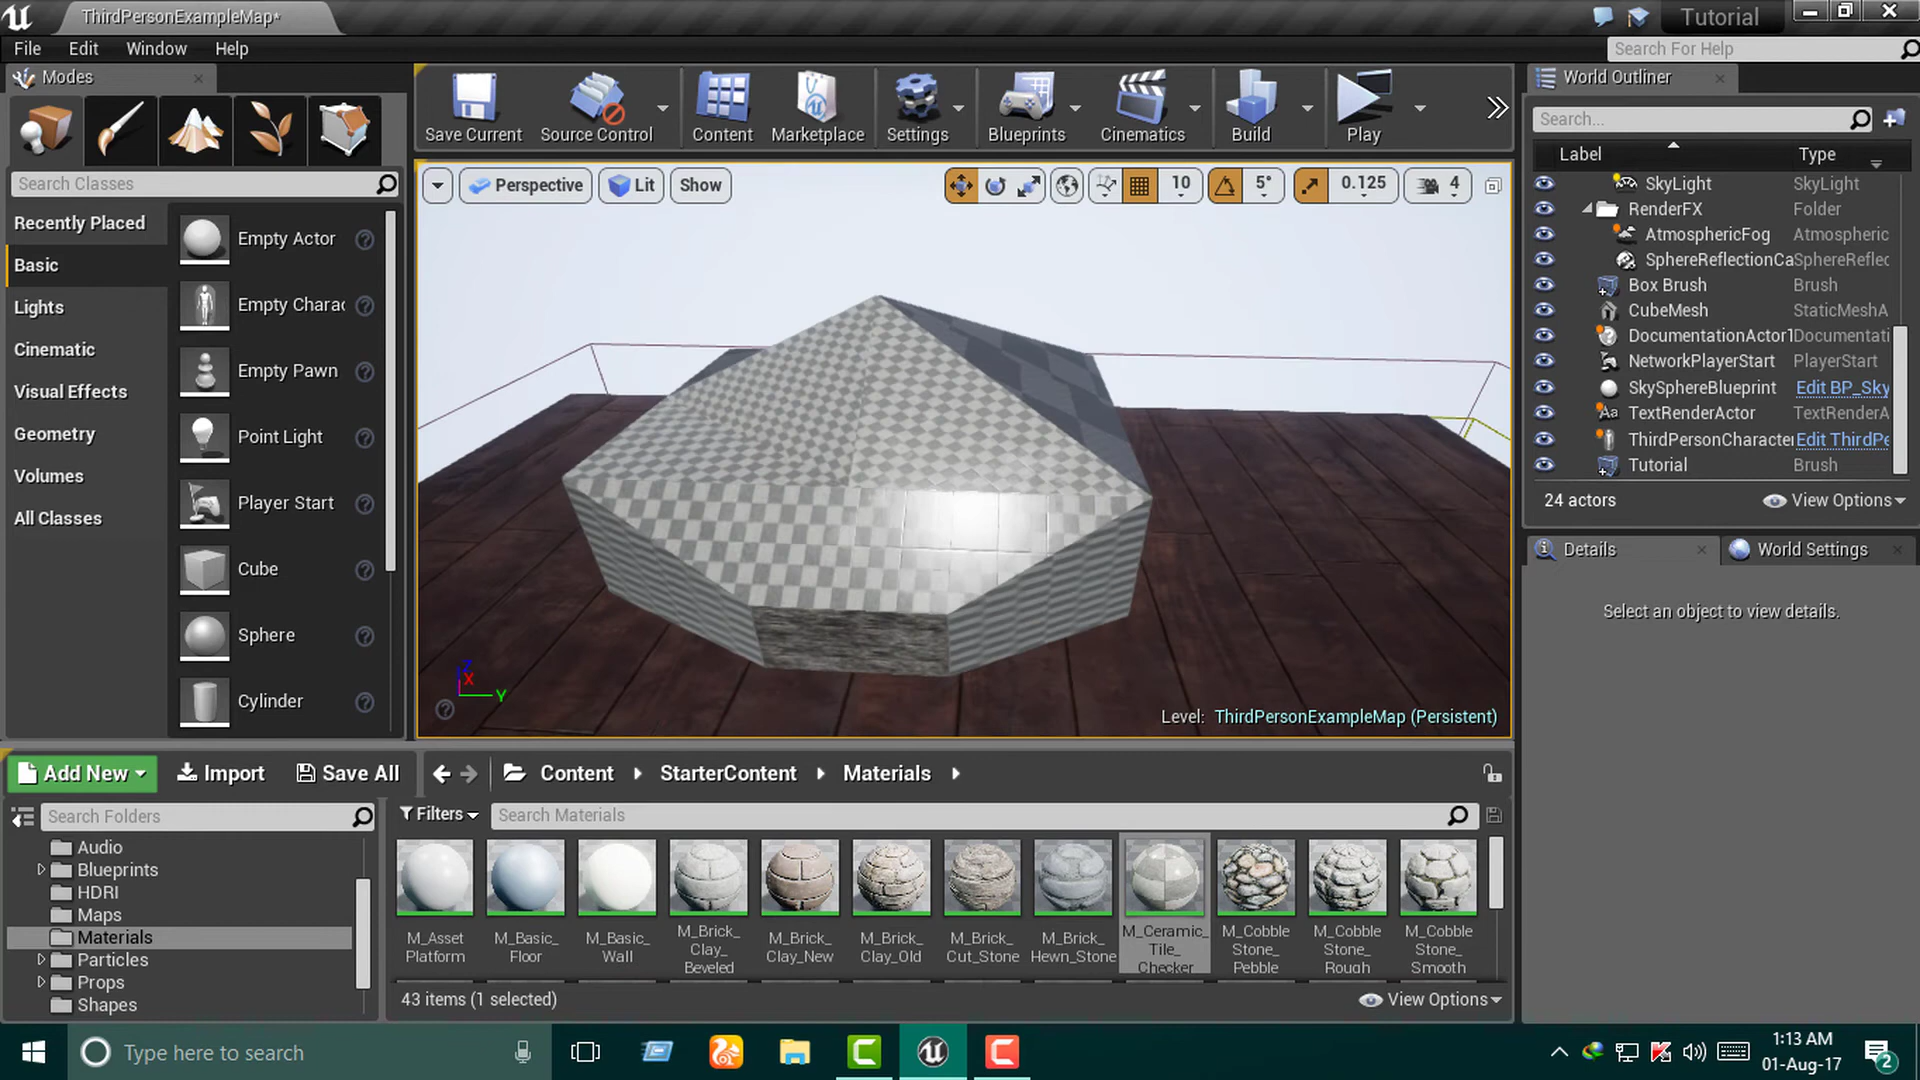 ThirdPersonExampleMap*
Tutorial
File Edit Window Help
Search For Help
Modes
Save Current
Source Control
Content
Marketplace
Settings
Blueprints
Cinematics
Build
Play
World Outliner
Search...
Label
Type
Search Classes
Recently Placed
Basic
Lights
Cinematic
Visual Effects
Geometry
Volumes
All Classes
Empty Actor
Empty Charac
Empty Pawn
Point Light
Player Start
Cube
Sphere
Cylinder
Perspective
Lit
Show
10
5°
0.125
4
Z
X
Y
Level: ThirdPersonExampleMap (Persistent)
SkyLight SkyLight
RenderFX Folder
AtmosphericFog Atmospheric
SphereReflectionCa SphereReflec
Box Brush Brush
CubeMesh StaticMeshA
DocumentationActor1 Documentati
NetworkPlayerStart PlayerStart
SkySphereBlueprint Edit BP_Sky
TextRenderActor TextRenderA
ThirdPersonCharacter Edit ThirdPe
Tutorial Brush
24 actors
View Options
Details
World Settings
Select an object to view details.
Add New
Import
Save All
Content
StarterContent
Materials
Search Folders
Filters
Search Materials
Audio
Blueprints
HDRI
Maps
Materials
Particles
Props
Shapes
M_Asset
Platform
M_Basic_
Floor
M_Basic_
Wall
M_Brick_
Clay_
Beveled
M_Brick_
Clay_New
M_Brick_
Clay_Old
M_Brick_
Cut_Stone
M_Brick_
Hewn_Stone
M_Ceramic_
Tile_
Checker
M_Cobble
Stone_
Pebble
M_Cobble
Stone_
Rough
M_Cobble
Stone_
Smooth
43 items (1 selected)
View Options
Type here to search
1:13 AM
01-Aug-17
2